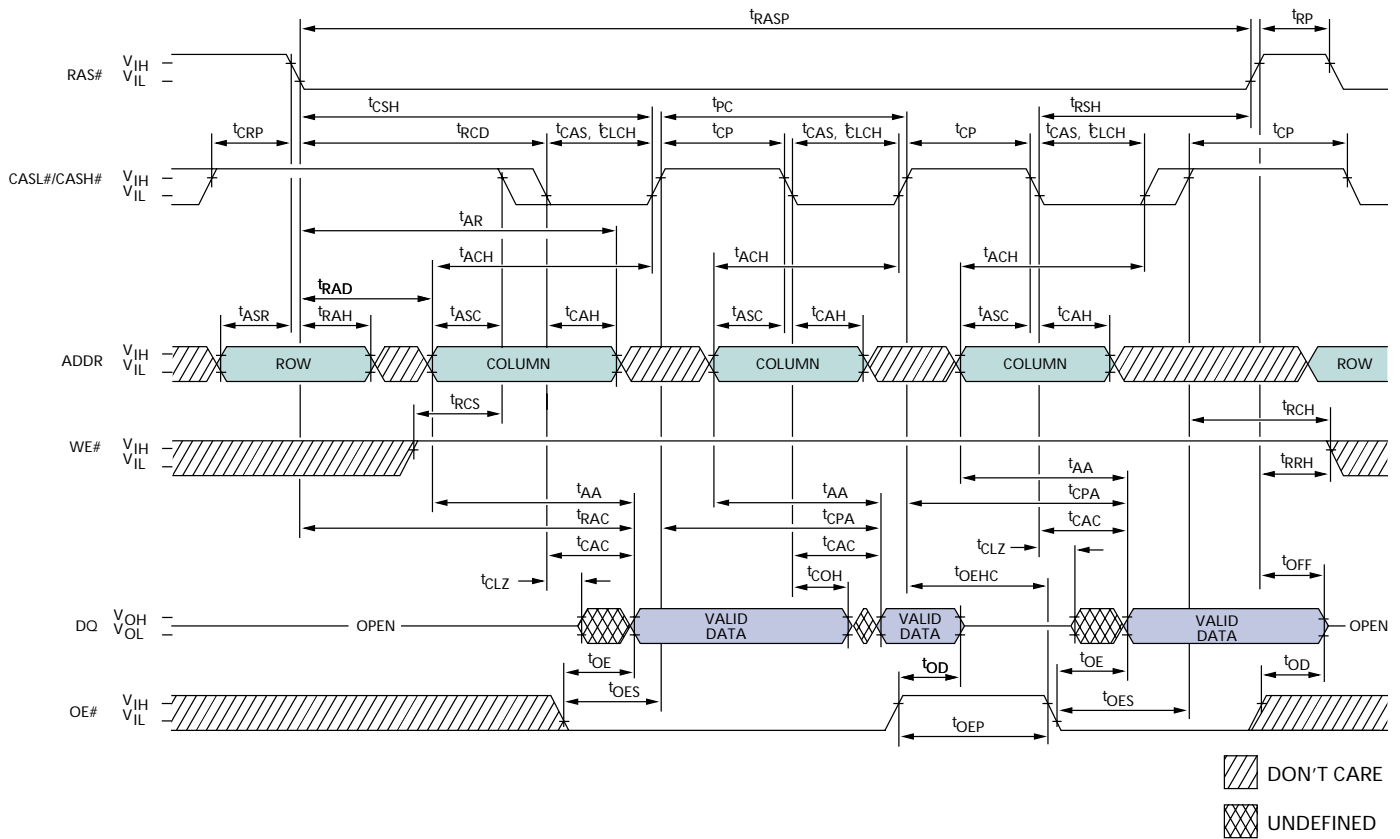 tRASP tRP
RAS# VIH
VIL
tCSH tPC tRSH
tCRP tRCD tCAS, tCLCH tCP tCAS, tCLCH tCP tCAS, tCLCH tCP
CASL#/CASH# VIH
VIL
tAR
tACH tACH tACH
tRAD
tASR tRAH tASC tCAH tASC tCAH tASC tCAH
ADDR VIH
VIL
ROW COLUMN COLUMN COLUMN ROW
tRCS tRCH
WE# VIH
VIL
tRRH
tAA tAA tAA
tRAC tCPA tCPA
tCAC tCAC tCAC
tCLZ tCOH tOEHC tCLZ tOFF
DQ VOH
VOL
OPEN VALID DATA VALID DATA VALID DATA OPEN
tOE tOD tOE tOD
tOES tOES
OE# VIH
VIL
tOEP
DON'T CARE
UNDEFINED